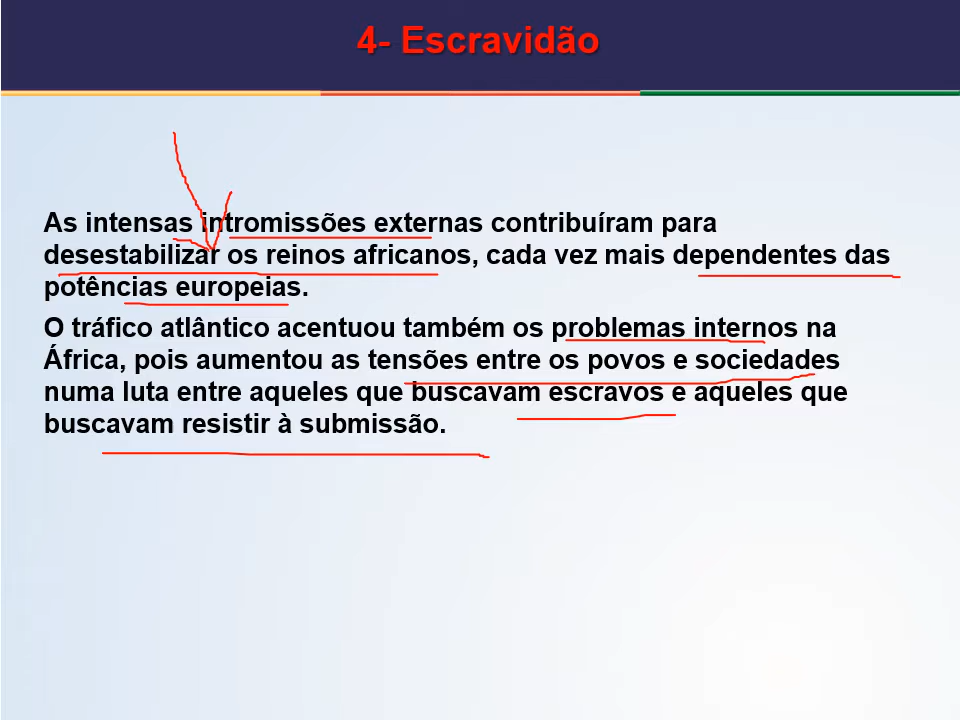 4- Escravidão
As intensas intromissões externas contribuíram para
desestabilizar os reinos africanos, cada vez mais dependentes das
potências europeias.
O tráfico atlântico acentuou também os problemas internos na
África, pois aumentou as tensões entre os povos e sociedades
numa luta entre aqueles que buscavam escravos e aqueles que
buscavam resistir à submissão.